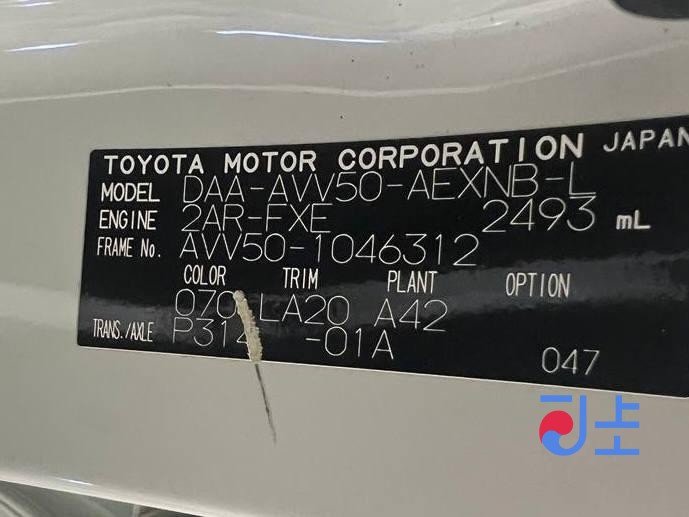 TOYOTA MOTOR CORPORATION JAPAN
MODEL DAA-AVV50-AEXNB-L
ENGINE 2AR-FXE 2493 mL
FRAME No. AVV50-1046312
COLOR TRIM PLANT OPTION
070 LA20 A42
TRANS./AXLE P314 -01A
047